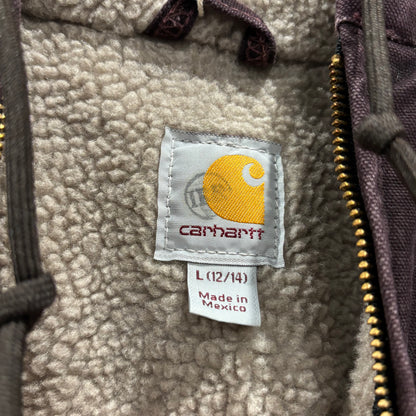 carhartt
L (12/14)
Made in
Mexico